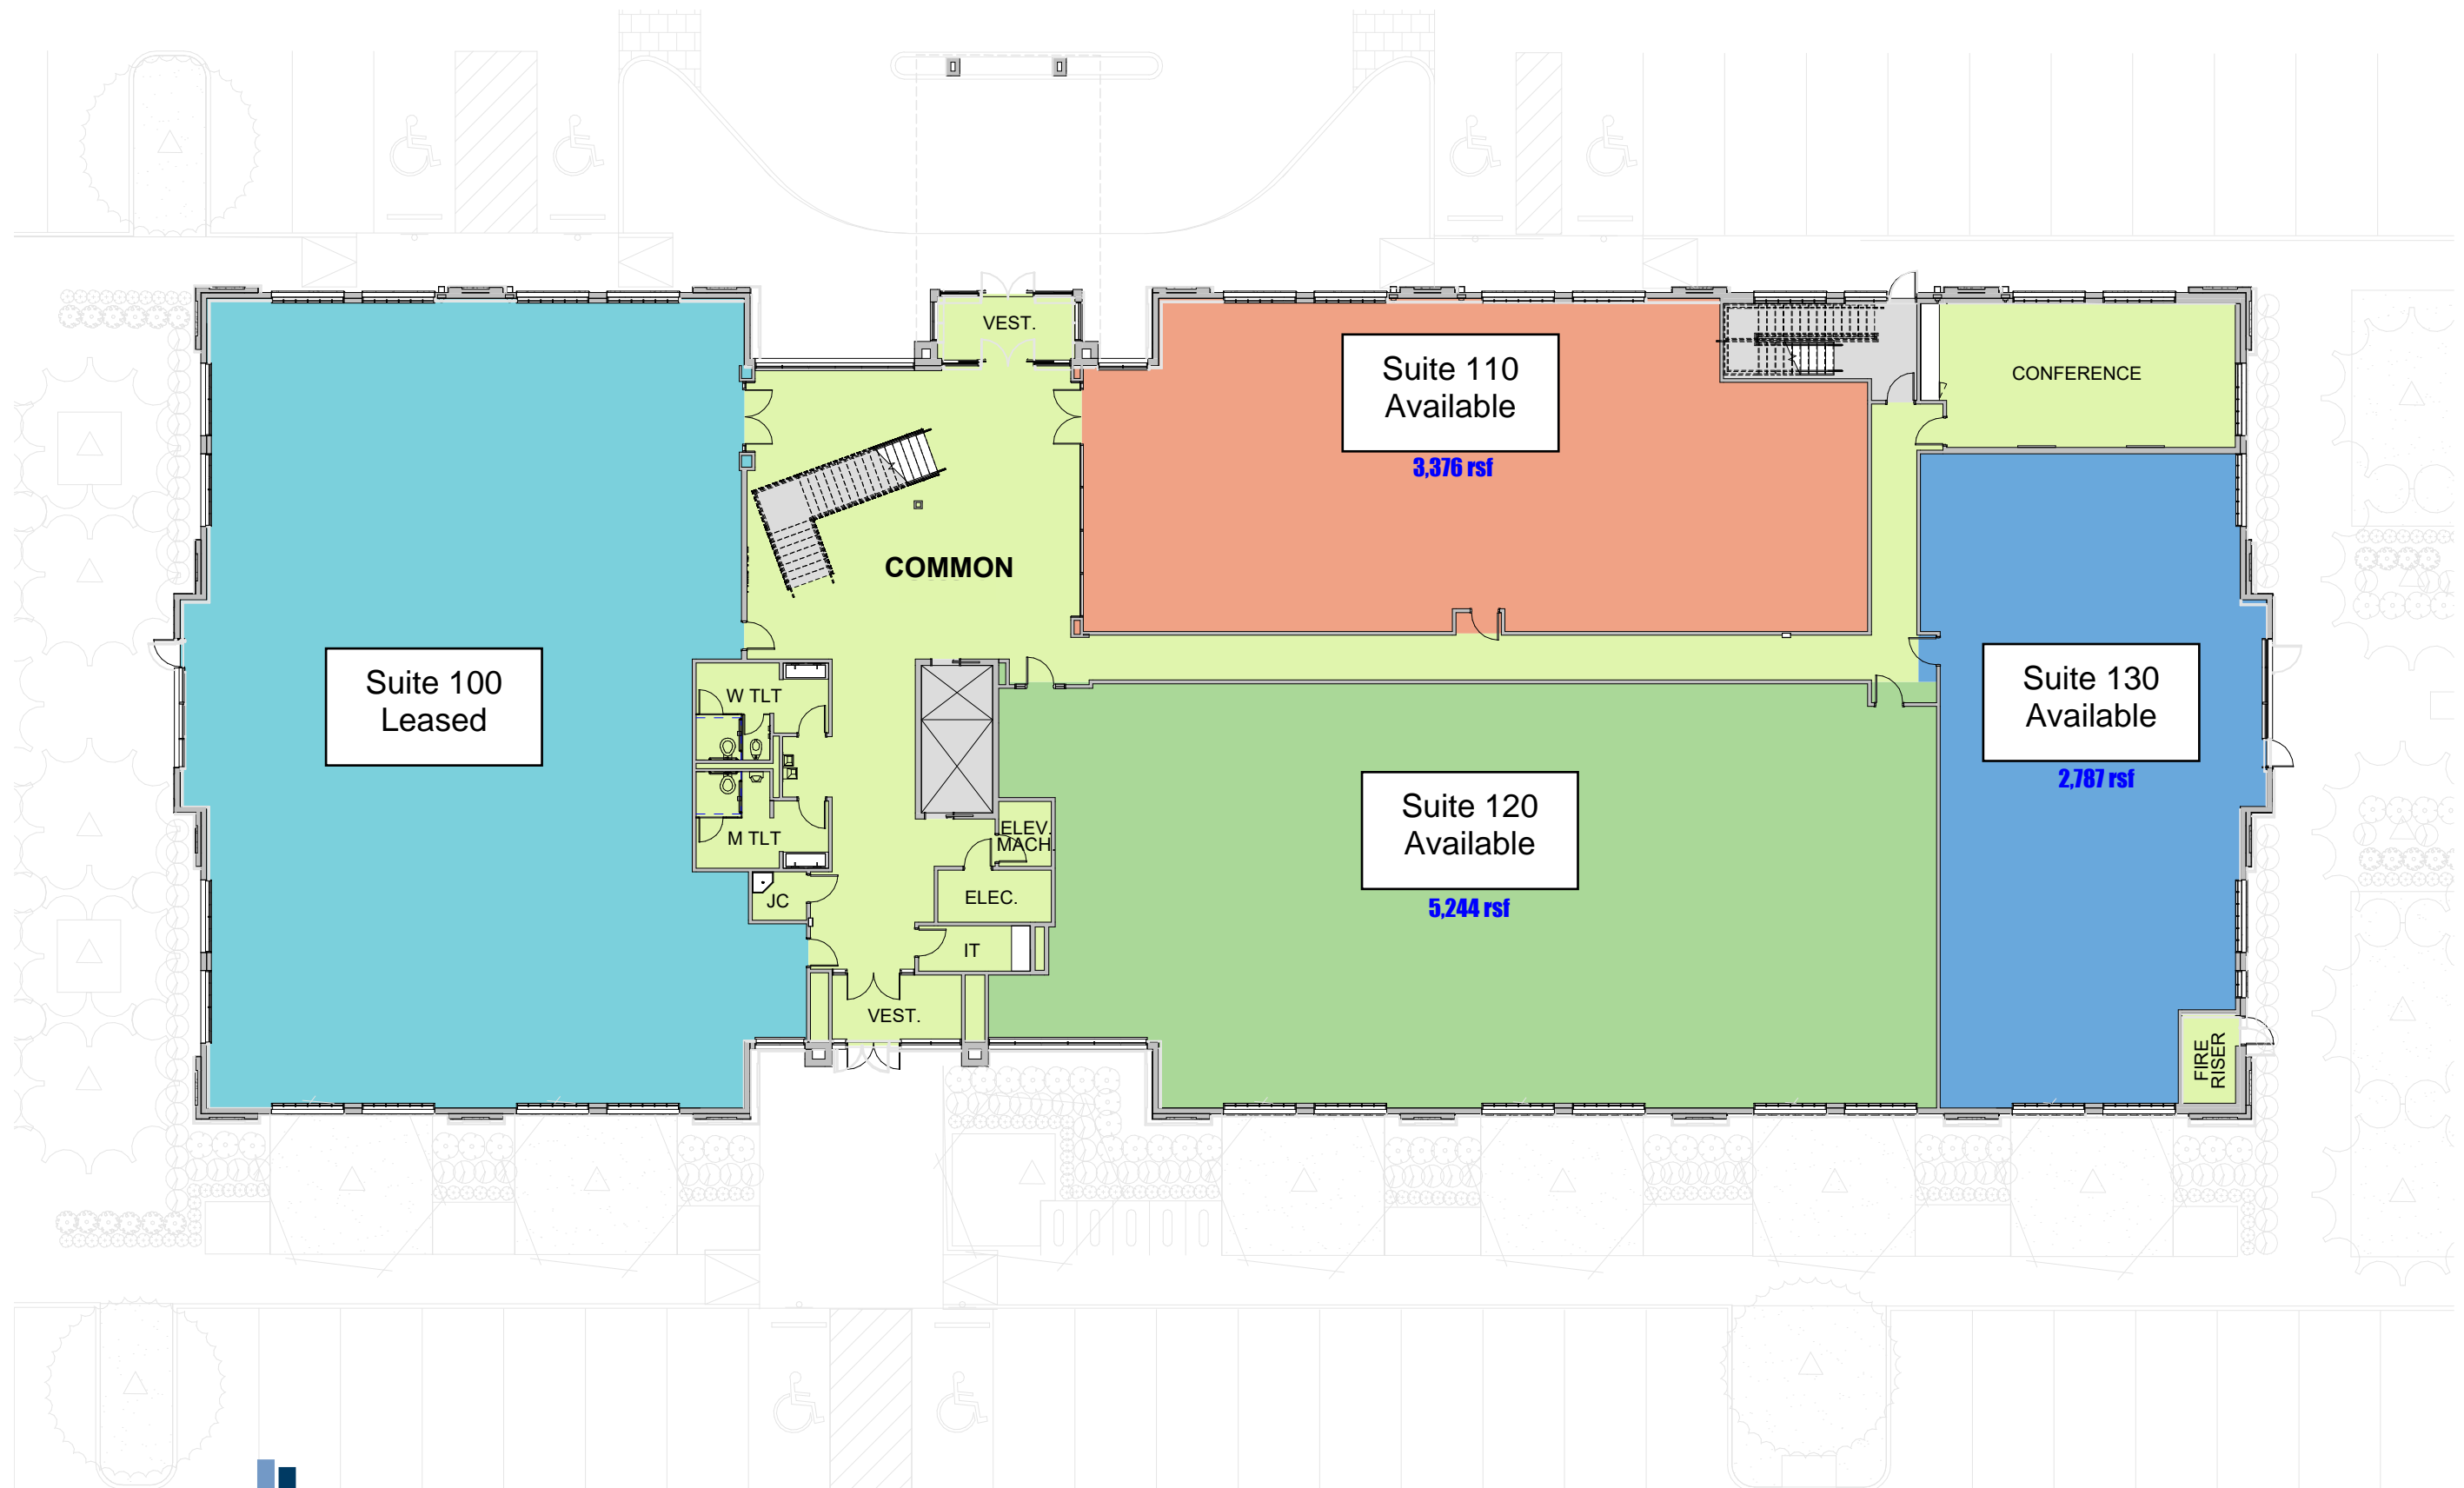 VEST.
Suite 110
Available
3,376 rsf
CONFERENCE
COMMON
Suite 100
Leased
W TLT
M TLT
JC
ELEV.
MACH.
ELEC.
IT
VEST.
Suite 120
Available
5,244 rsf
Suite 130
Available
2,787 rsf
FIRE
RISER